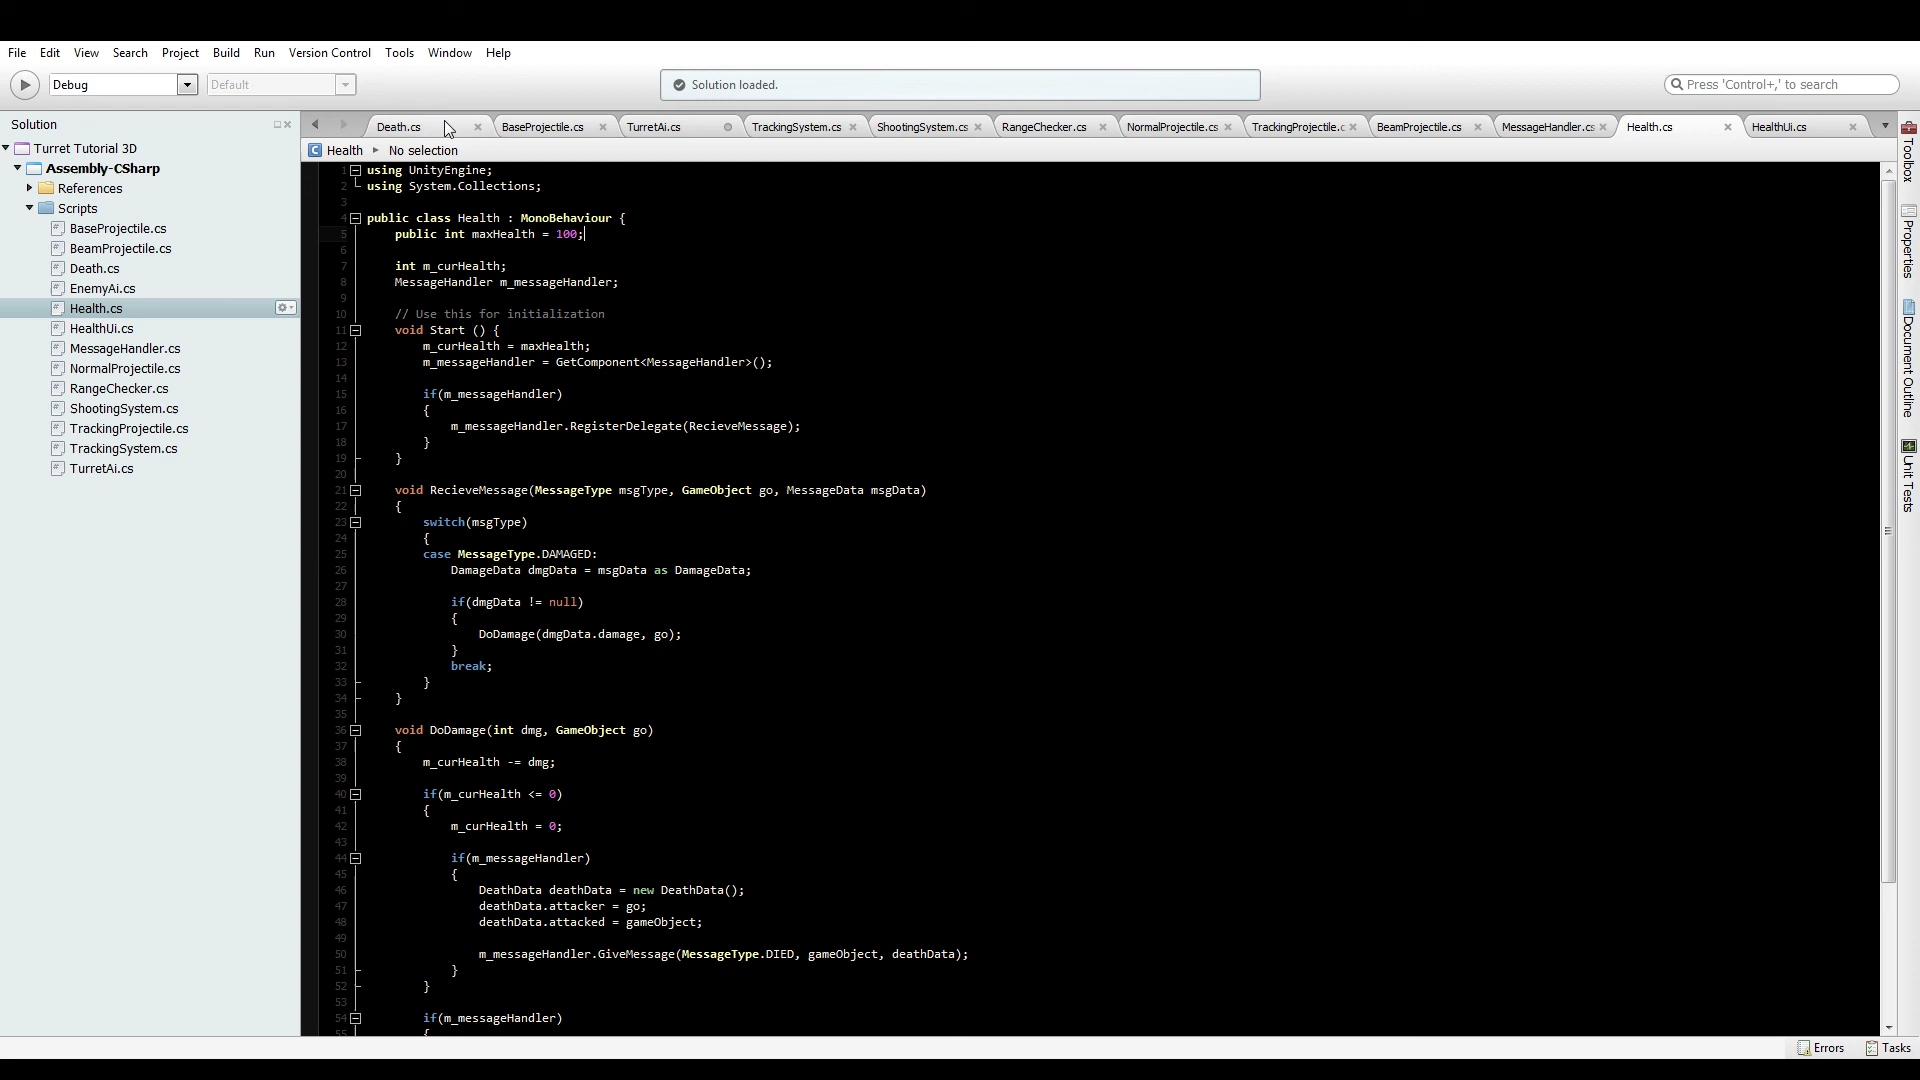 File Edit View Search Project Build Run Version Control Tools Window Help
Debug Default Solution loaded. Press 'Control+,' to search
Solution
Death.cs BaseProjectile.cs TurretAi.cs TrackingSystem.cs ShootingSystem.cs RangeChecker.cs NormalProjectile.cs TrackingProjectile.c BeamProjectile.cs MessageHandler.cs Health.cs HealthUi.cs
Turret Tutorial 3D
Assembly-CSharp
References
Scripts
BaseProjectile.cs
BeamProjectile.cs
Death.cs
EnemyAi.cs
Health.cs
HealthUi.cs
MessageHandler.cs
NormalProjectile.cs
RangeChecker.cs
ShootingSystem.cs
TrackingProjectile.cs
TrackingSystem.cs
TurretAi.cs
Health No selection
1 using UnityEngine;
2 using System.Collections;
3
4 public class Health : MonoBehaviour {
5 public int maxHealth = 100;
6
7 int m_curHealth;
8 MessageHandler m_messageHandler;
9
10 // Use this for initialization
11 void Start () {
12 m_curHealth = maxHealth;
13 m_messageHandler = GetComponent<MessageHandler>();
14
15 if(m_messageHandler)
16 {
17 m_messageHandler.RegisterDelegate(RecieveMessage);
18 }
19 }
20
21 void RecieveMessage(MessageType msgType, GameObject go, MessageData msgData)
22 {
23 switch(msgType)
24 {
25 case MessageType.DAMAGED:
26 DamageData dmgData = msgData as DamageData;
27
28 if(dmgData != null)
29 {
30 DoDamage(dmgData.damage, go);
31 }
32 break;
33 }
34 }
35
36 void DoDamage(int dmg, GameObject go)
37 {
38 m_curHealth -= dmg;
39
40 if(m_curHealth <= 0)
41 {
42 m_curHealth = 0;
43
44 if(m_messageHandler)
45 {
46 DeathData deathData = new DeathData();
47 deathData.attacker = go;
48 deathData.attacked = gameObject;
49
50 m_messageHandler.GiveMessage(MessageType.DIED, gameObject, deathData);
51 }
52 }
53
54 if(m_messageHandler)
55 {
Toolbox
Properties
Document Outline
Unit Tests
Errors Tasks